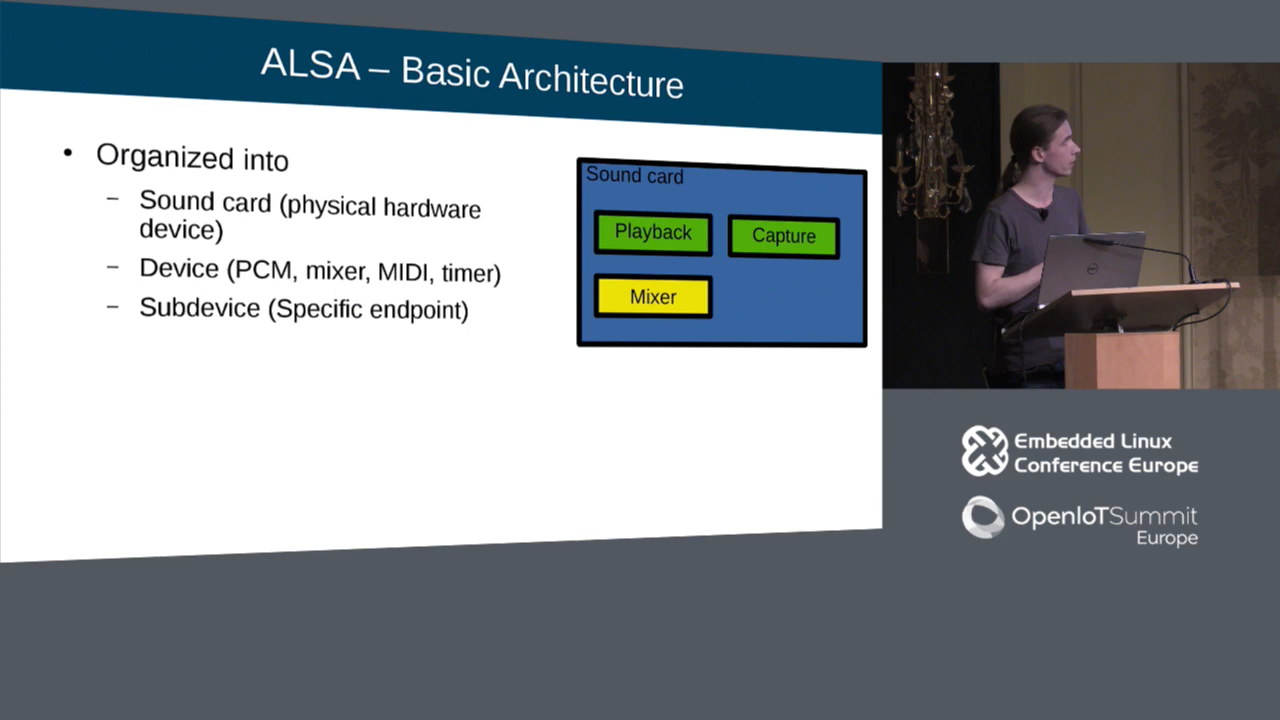 ALSA – Basic Architecture
• Organized into
– Sound card (physical hardware
device)
– Device (PCM, mixer, MIDI, timer)
– Subdevice (Specific endpoint)
Sound card
Playback
Capture
Mixer
Embedded Linux
Conference Europe
OpenIoTSummit
Europe